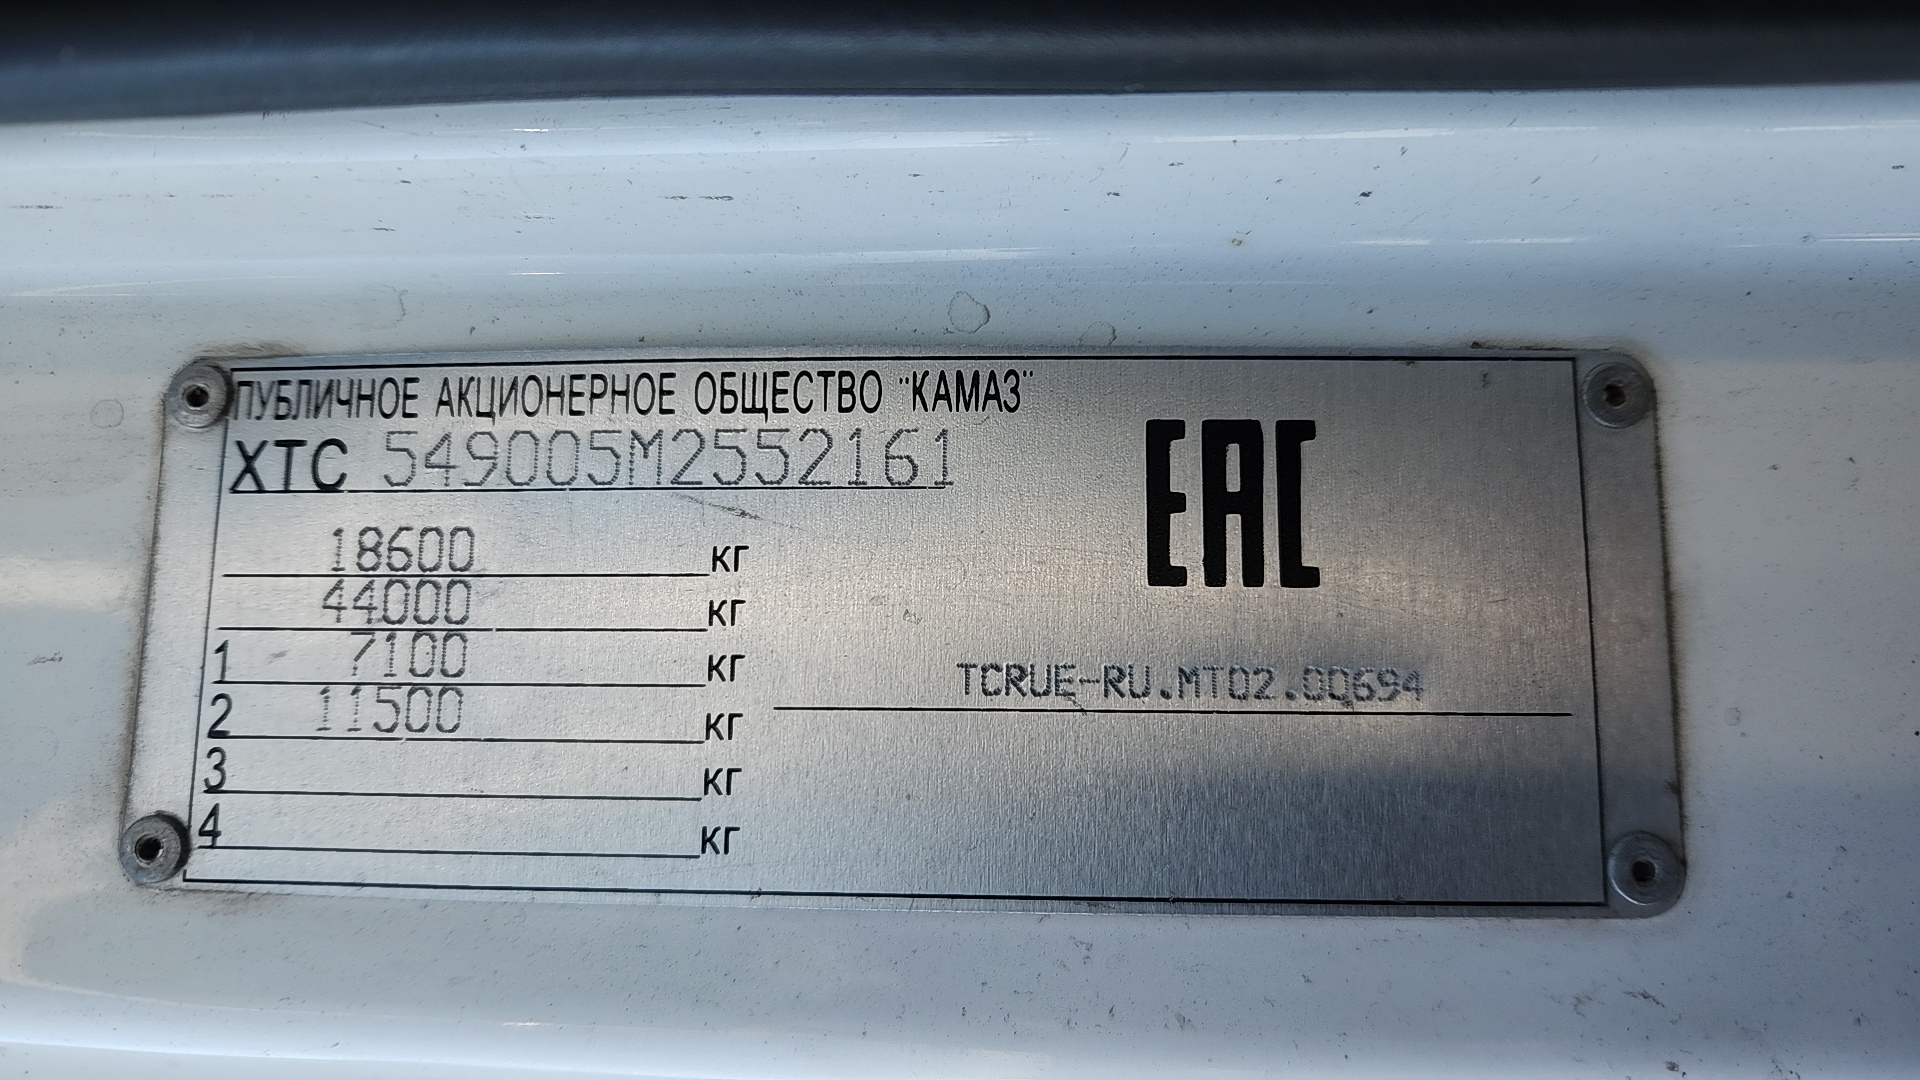 ПУБЛИЧНОЕ АКЦИОНЕРНОЕ ОБЩЕСТВО "КАМАЗ"
XTC 549005M2552161
EAC
18600 кг
44000 кг
1 7100 кг
2 11500 кг
3 кг
4 кг
TCRUE-RU.MT02.00694